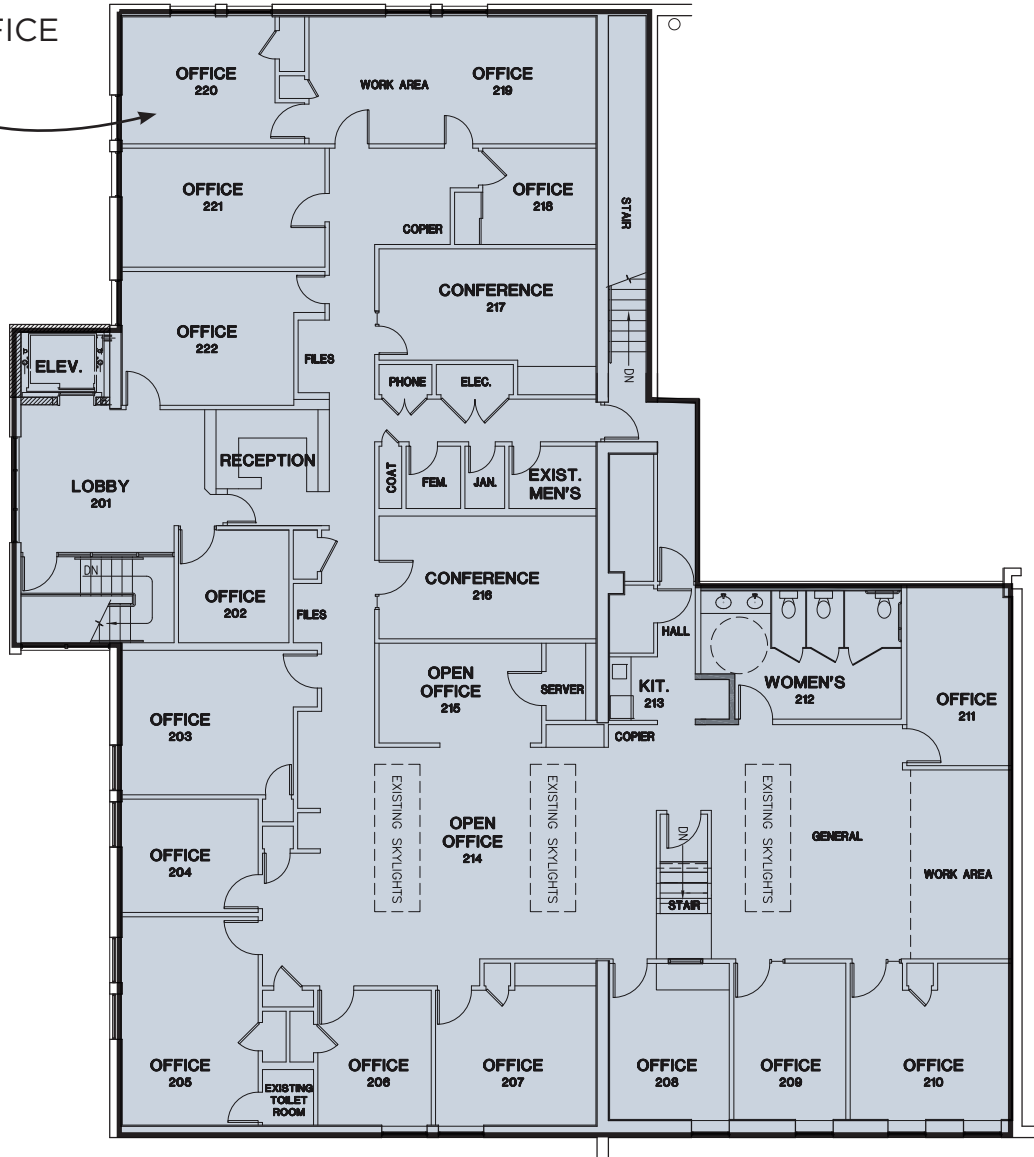 FICE
OFFICE
220
WORK AREA
OFFICE
219
OFFICE
221
OFFICE
218
STAIR
COPIER
CONFERENCE
217
OFFICE
222
ELEV.
FILES
DN
PHONE
ELEC.
RECEPTION
COAT
FEM.
JAN.
EXIST.
MEN'S
LOBBY
201
DN
CONFERENCE
216
OFFICE
202
FILES
HALL
OPEN
OFFICE
215
SERVER
KIT.
213
WOMEN'S
212
OFFICE
211
OFFICE
203
COPIER
EXISTING SKYLIGHTS
EXISTING SKYLIGHTS
EXISTING SKYLIGHTS
OPEN
OFFICE
214
DN
GENERAL
OFFICE
204
WORK AREA
STAIR
OFFICE
205
OFFICE
206
OFFICE
207
OFFICE
208
OFFICE
209
OFFICE
210
EXISTING
TOILET
ROOM